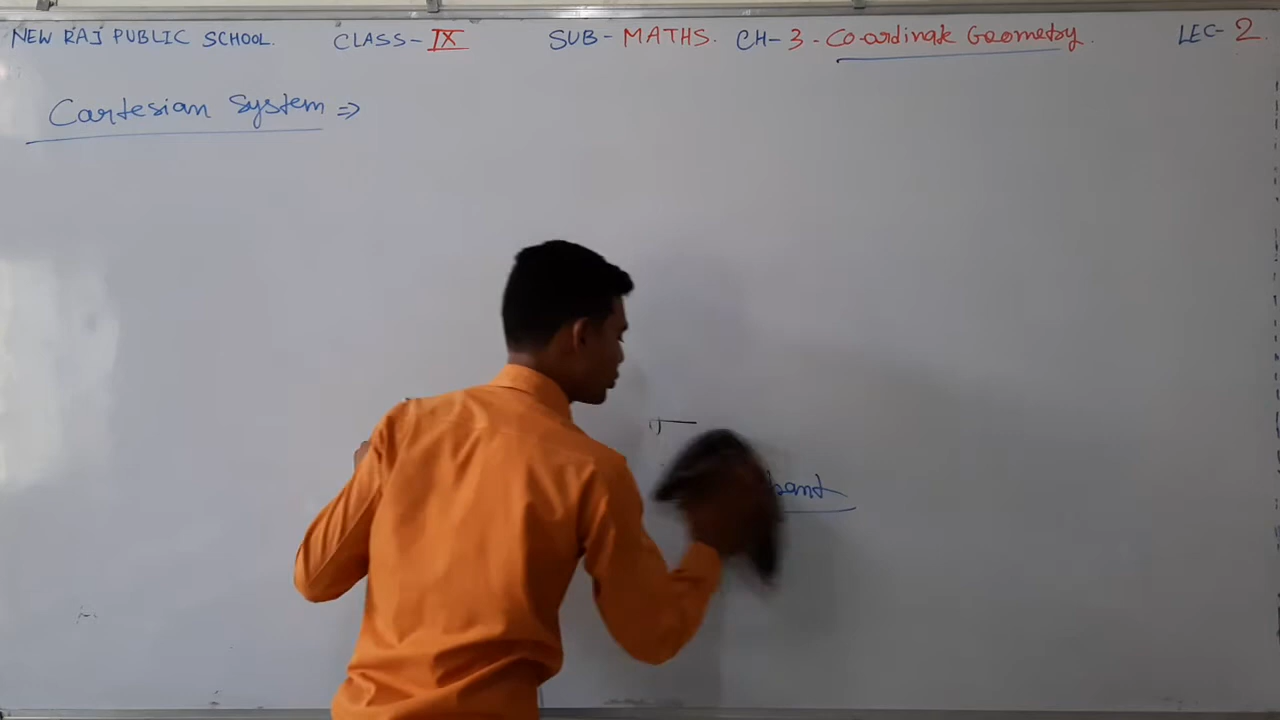 NEW RAJ PUBLIC SCHOOL. CLASS-IX SUB- MATHS. CH- 3 - Co-ordinate Geometry. LEC- 2.
Cartesian System ⇒